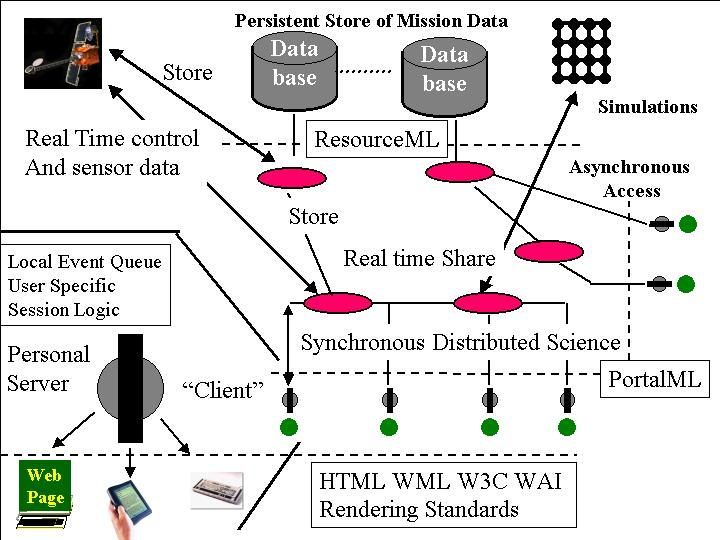 Persistent Store of Mission Data
Data
base
Data
base
Store
Simulations
Real Time control
And sensor data
ResourceML
Asynchronous
Access
Store
Real time Share
Local Event Queue
User Specific
Session Logic
Synchronous Distributed Science
Personal
Server
"Client"
PortalML
Web
Page
HTML WML W3C WAI
Rendering Standards